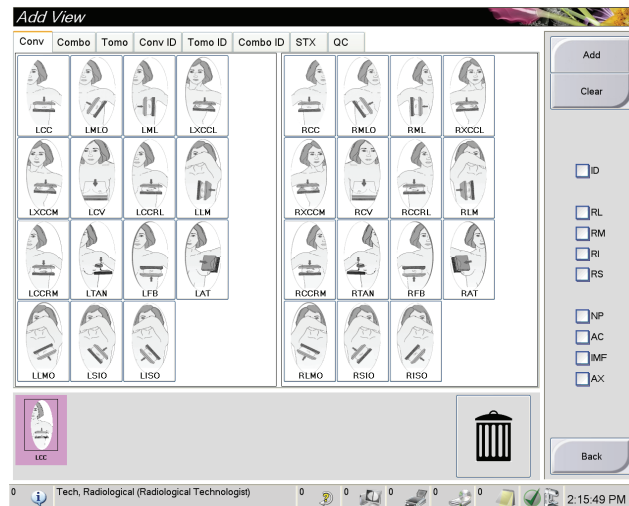 Add View
Conv Combo Tomo Conv ID Tomo ID Combo ID STX QC
LCC LMLO LML LXCCL RCC RMLO RML RXCCL
LXCCM LCV LCCRL LLM RXCCM RCV RCCRL RLM
LCCRM LTAN LFB LAT RCCRM RTAN RFB RAT
LLMO LSIO LISO RLMO RSIO RISO
LCC
Add
Clear
ID
RL
RM
RI
RS
NP
AC
IMF
AX
Back
0 Tech, Radiological (Radiological Technologist) 0 0 0 0 0 2:15:49 PM